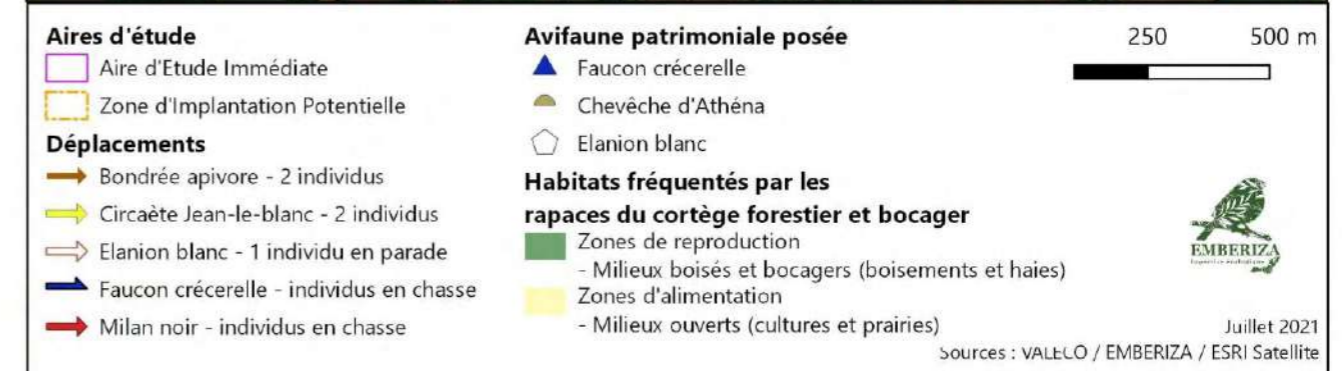 Aires d'étude
Aire d'Etude Immédiate
Zone d'Implantation Potentielle
Déplacements
Bondrée apivore - 2 individus
Circaète Jean-le-blanc - 2 individus
Elanion blanc - 1 individu en parade
Faucon crécerelle - individus en chasse
Milan noir - individus en chasse
Avifaune patrimoniale posée
Faucon crécerelle
Chevêche d'Athéna
Elanion blanc
Habitats fréquentés par les
rapaces du cortège forestier et bocager
Zones de reproduction
- Milieux boisés et bocagers (boisements et haies)
Zones d'alimentation
- Milieux ouverts (cultures et prairies)
250 500 m
EMBERIZA
Juillet 2021
Sources : VALECO / EMBERIZA / ESRI Satellite